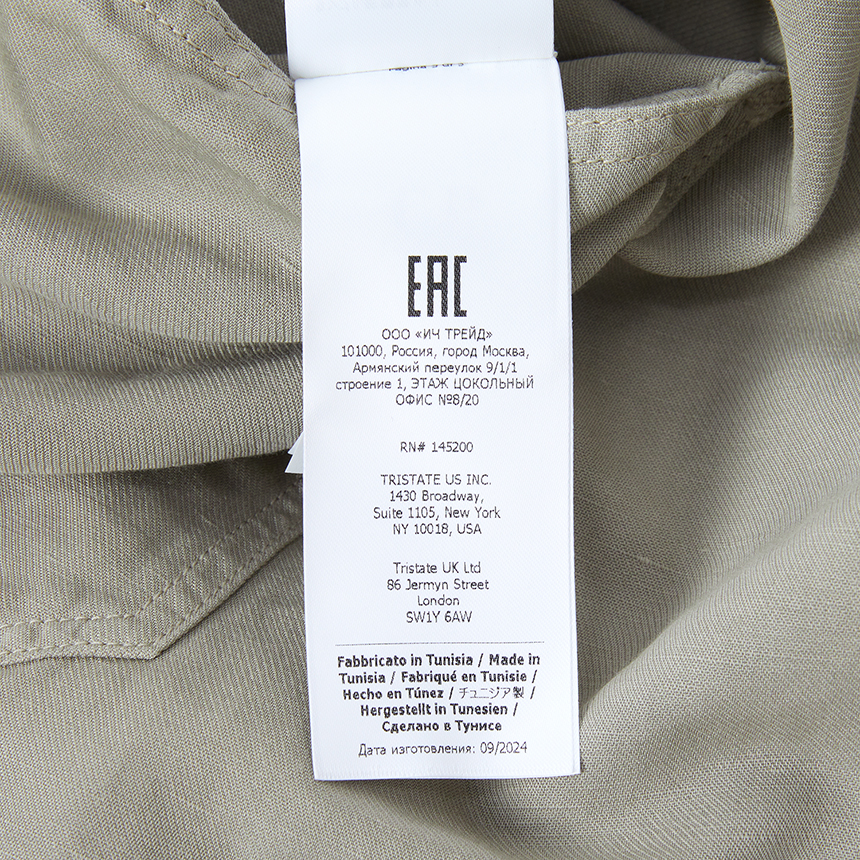 EAC
ООО «ИЧ ТРЕЙД»
101000, Россия, город Москва,
Армянский переулок 9/1/1
строение 1, ЭТАЖ ЦОКОЛЬНЫЙ
ОФИС №8/20
RN# 145200
TRISTATE US INC.
1430 Broadway,
Suite 1105, New York
NY 10018, USA
Tristate UK Ltd
86 Jermyn Street
London
SW1Y 6AW
Fabbricato in Tunisia / Made in
Tunisia / Fabriqué en Tunisie /
Hecho en Túnez / チュニジア製 /
Hergestellt in Tunesien /
Сделано в Тунисе
Дата изготовления: 09/2024